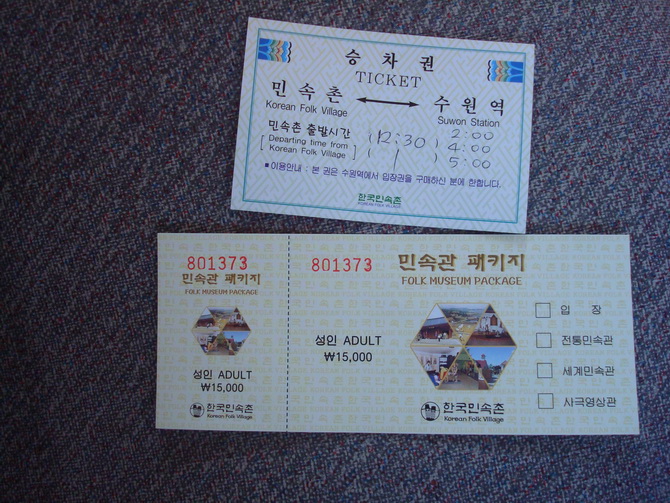 승 차 권
TICKET
민 속 촌 ↔ 수 원 역
Korean Folk Village Suwon Station
민속촌 출발시간 (12:30) 2:00
[Departing time from Korean Folk Village] ( ) 4:00
5:00
■ 이용안내 : 본 권은 수원역에서 입장권을 구매하신 분에 한합니다.
한국민속촌
KOREAN FOLK VILLAGE
801373
민속관 패키지
FOLK MUSEUM PACKAGE
성인 ADULT
₩15,000
한국민속촌
Korean Folk Village
801373
민속관 패키지
FOLK MUSEUM PACKAGE
성인 ADULT
₩15,000
입 장
전통민속관
세계민속관
사극영상관
한국민속촌
Korean Folk Village